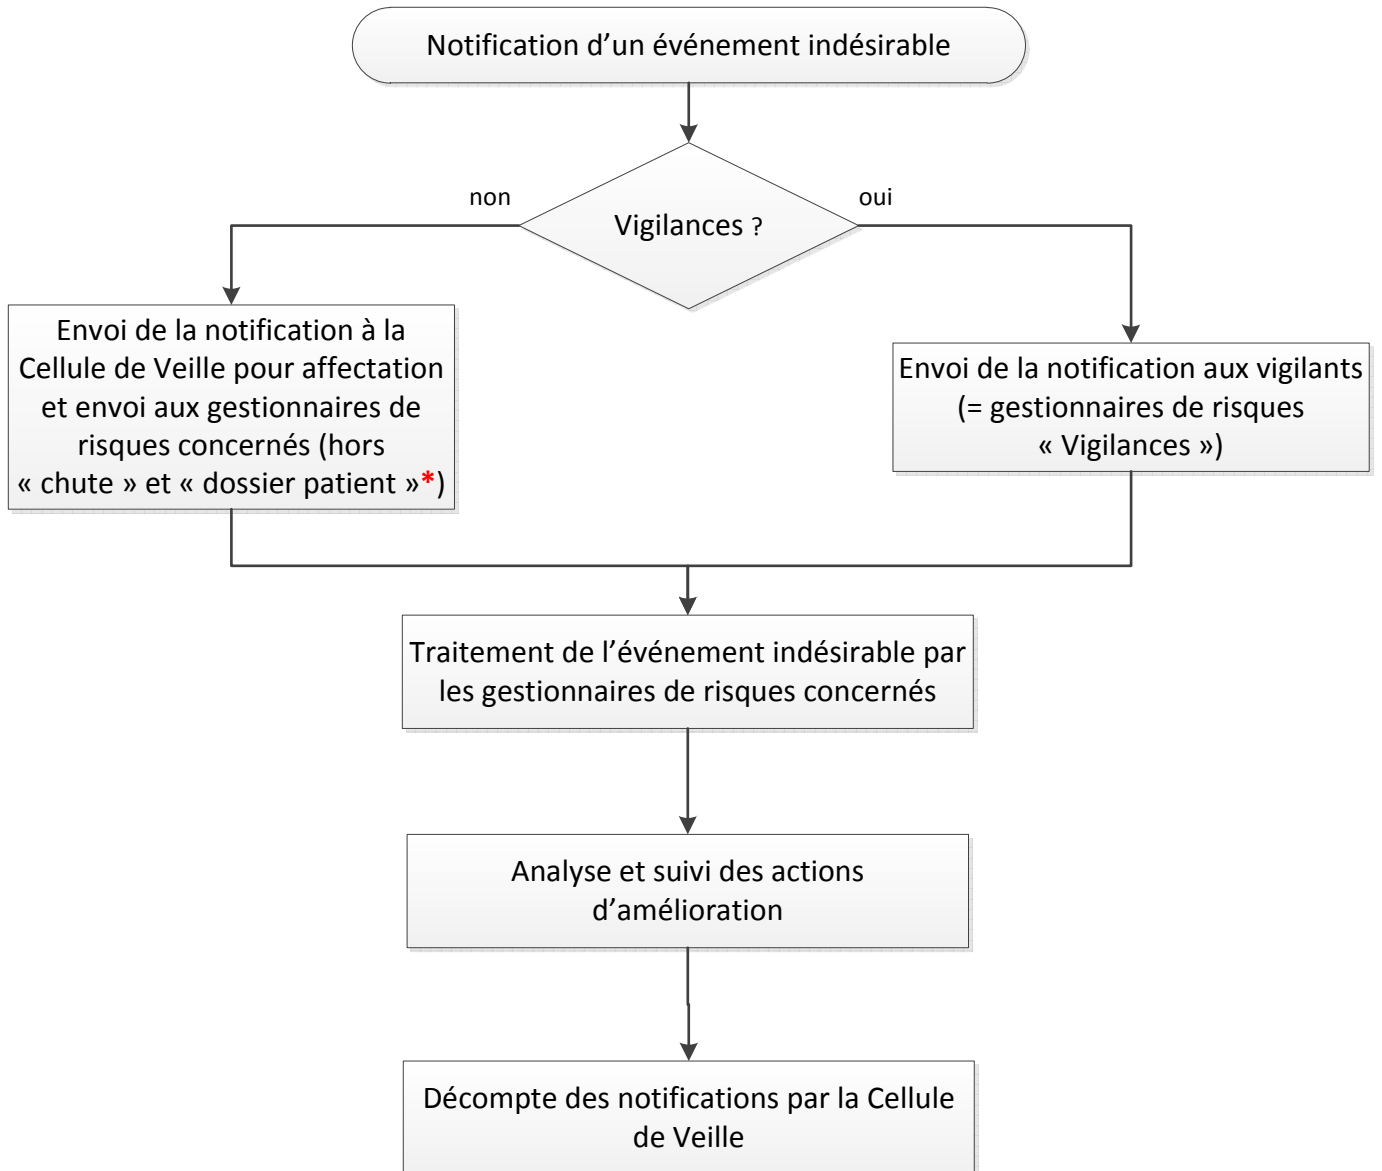 Notification d’un événement indésirable
non
oui
Vigilances ?
Envoi de la notification à la
Cellule de Veille pour affectation
et envoi aux gestionnaires de
risques concernés (hors
« chute » et « dossier patient »*)
Envoi de la notification aux vigilants
(= gestionnaires de risques
« Vigilances »)
Traitement de l’événement indésirable par
les gestionnaires de risques concernés
Analyse et suivi des actions
d’amélioration
Décompte des notifications par la Cellule
de Veille